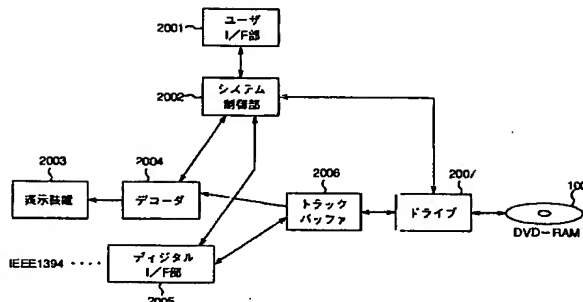 2001
ユーザ
I/F部
2002
システム
制御部
2003
表示装置
2004
デコーダ
2006
トラック
バッファ
200
ドライブ
100
DVD-RAM
IEEE1394
ディジタル
I/F部
2005